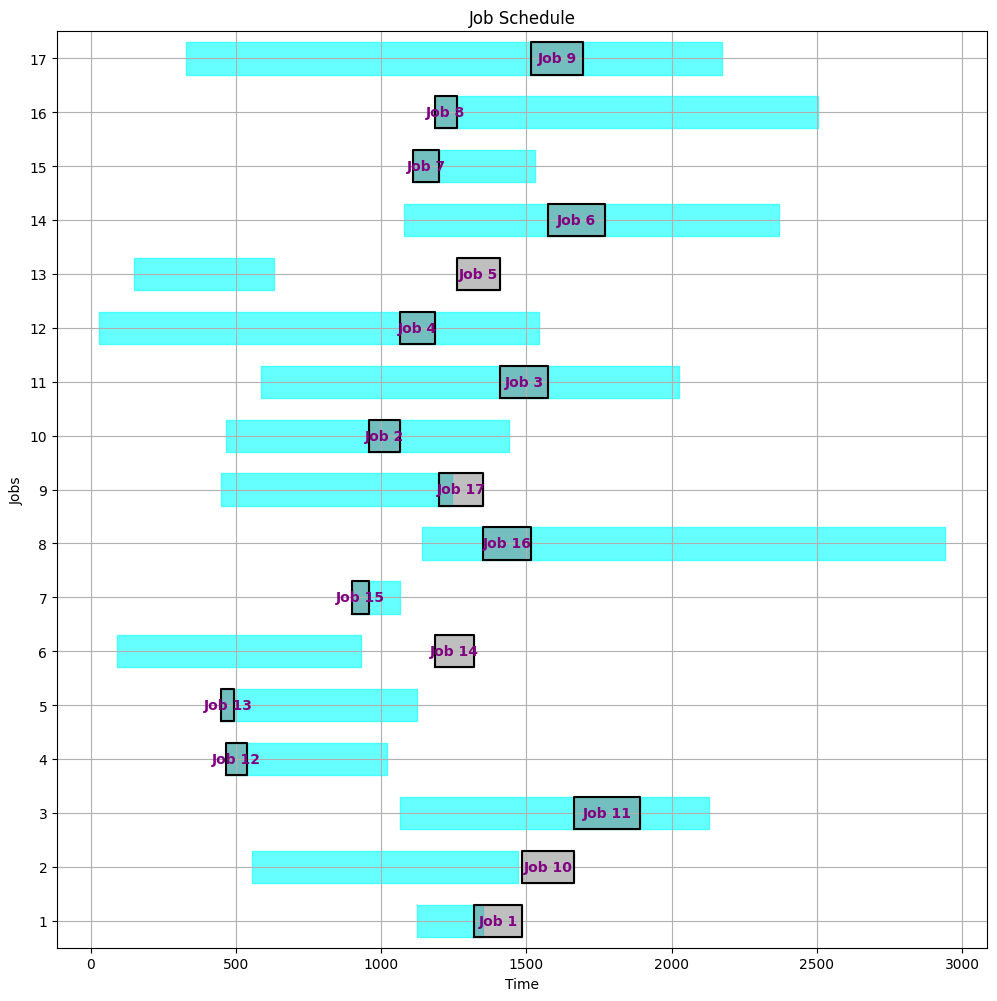 Job Schedule
17
Job 9
16
Job 8
15
Job 7
14
Job 6
13
Job 5
12
Job 4
11
Job 3
10
Job 2
9
Job 17
8
Job 16
7
Job 15
6
Job 14
5
Job 13
4
Job 12
3
Job 11
2
Job 10
1
Job 1
Jobs
0 500 1000 1500 2000 2500 3000
Time